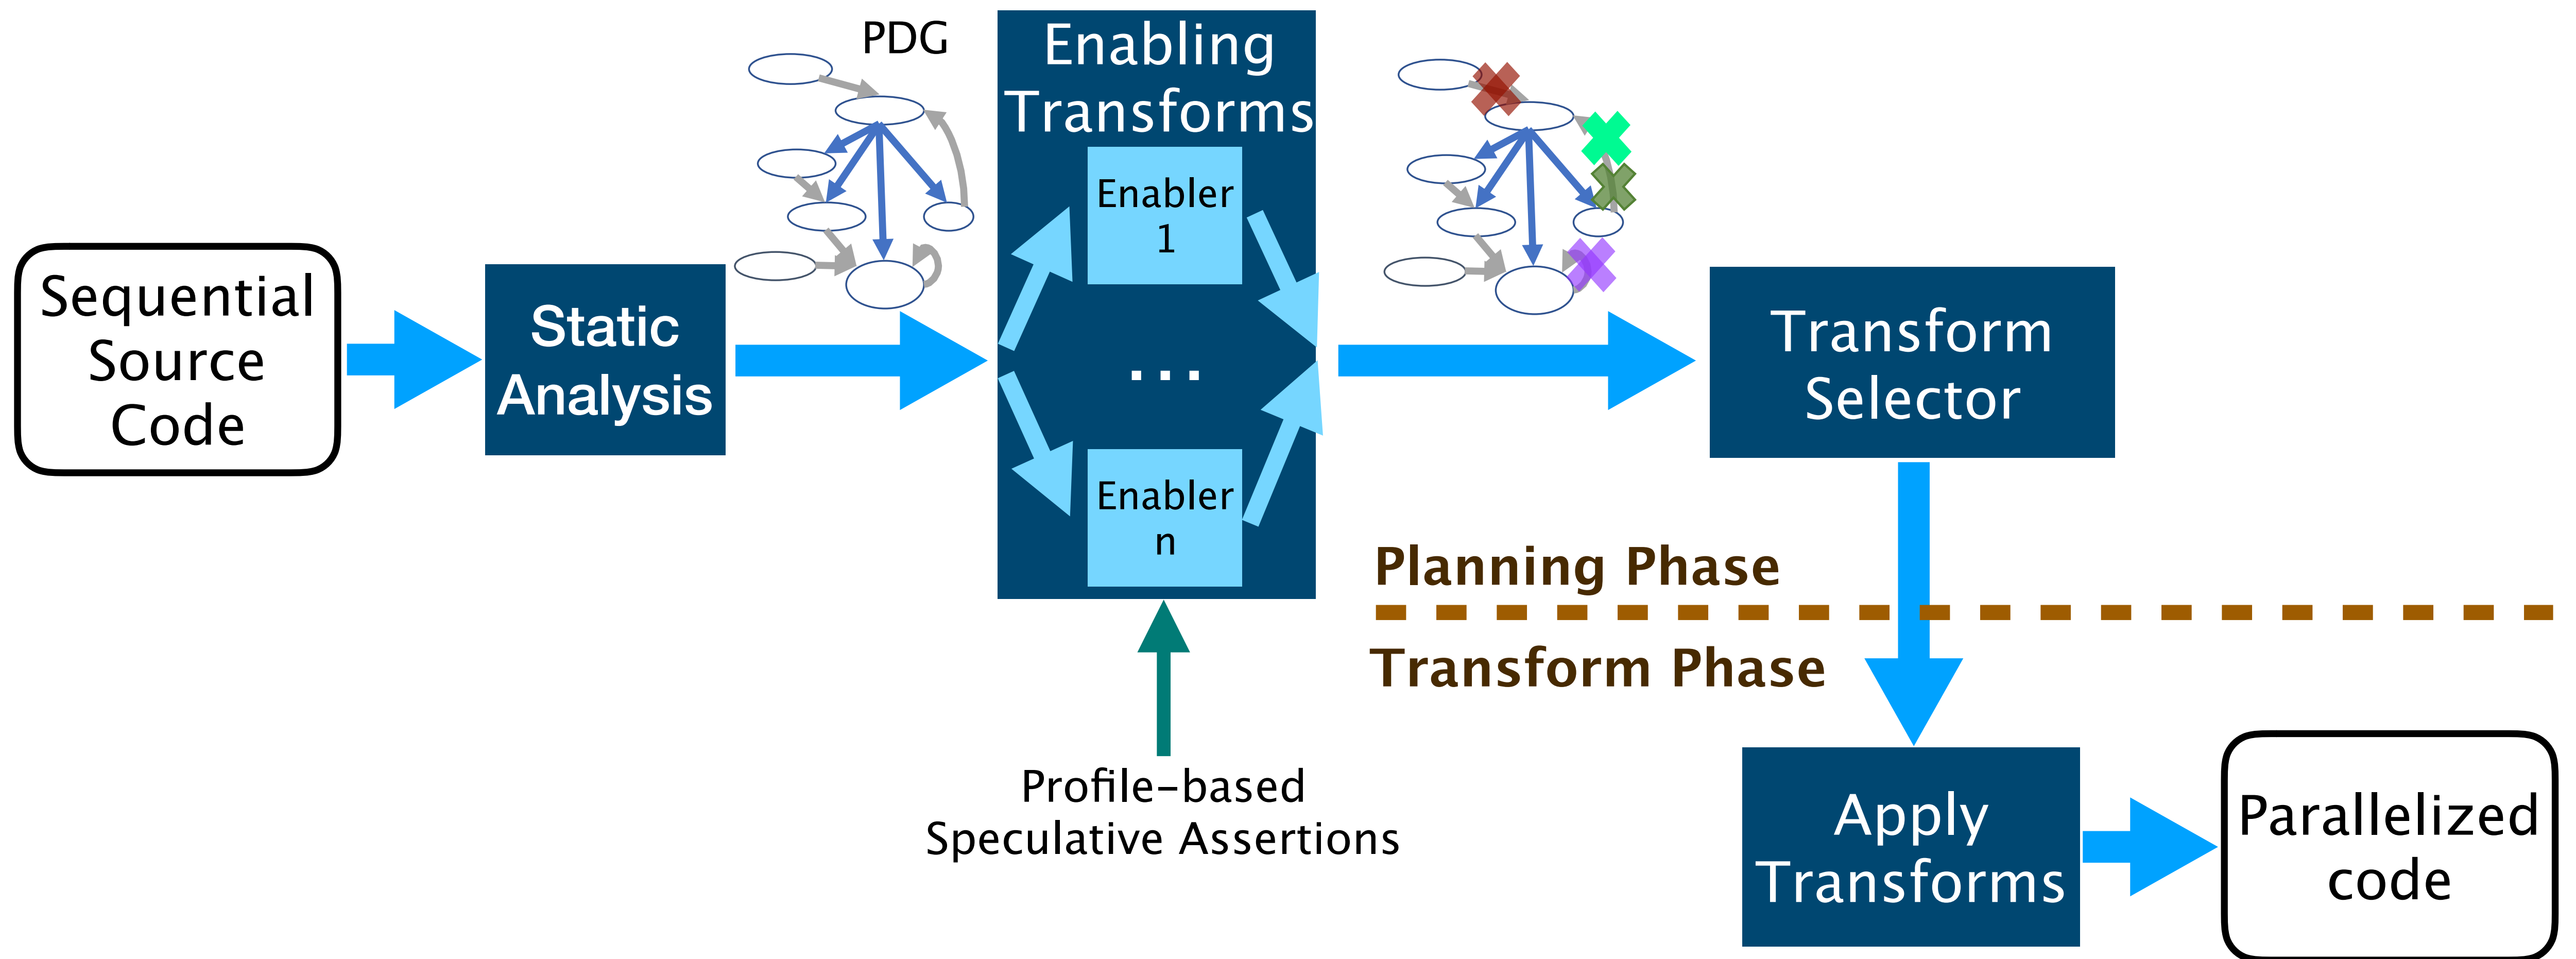 PDG
Enabling
Transforms
Sequential
Source
Code
Static
Analysis
Enabler
1
...
Enabler
n
Profile-based
Speculative Assertions
Transform
Selector
Planning Phase
Transform Phase
Apply
Transforms
Parallelized
code